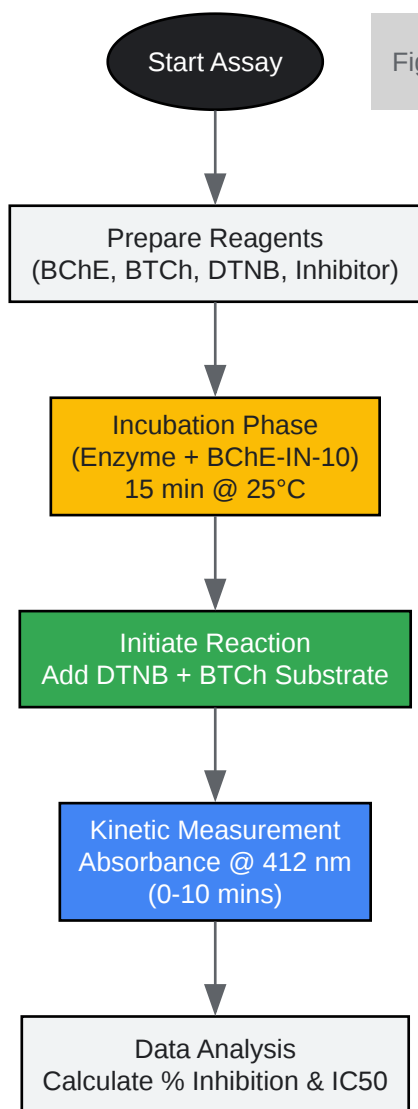 Start Assay
Fig
Prepare Reagents
(BChE, BTCh, DTNB, Inhibitor)
Incubation Phase
(Enzyme + BChE-IN-10)
15 min @ 25°C
Initiate Reaction
Add DTNB + BTCh Substrate
Kinetic Measurement
Absorbance @ 412 nm
(0-10 mins)
Data Analysis
Calculate % Inhibition & IC50